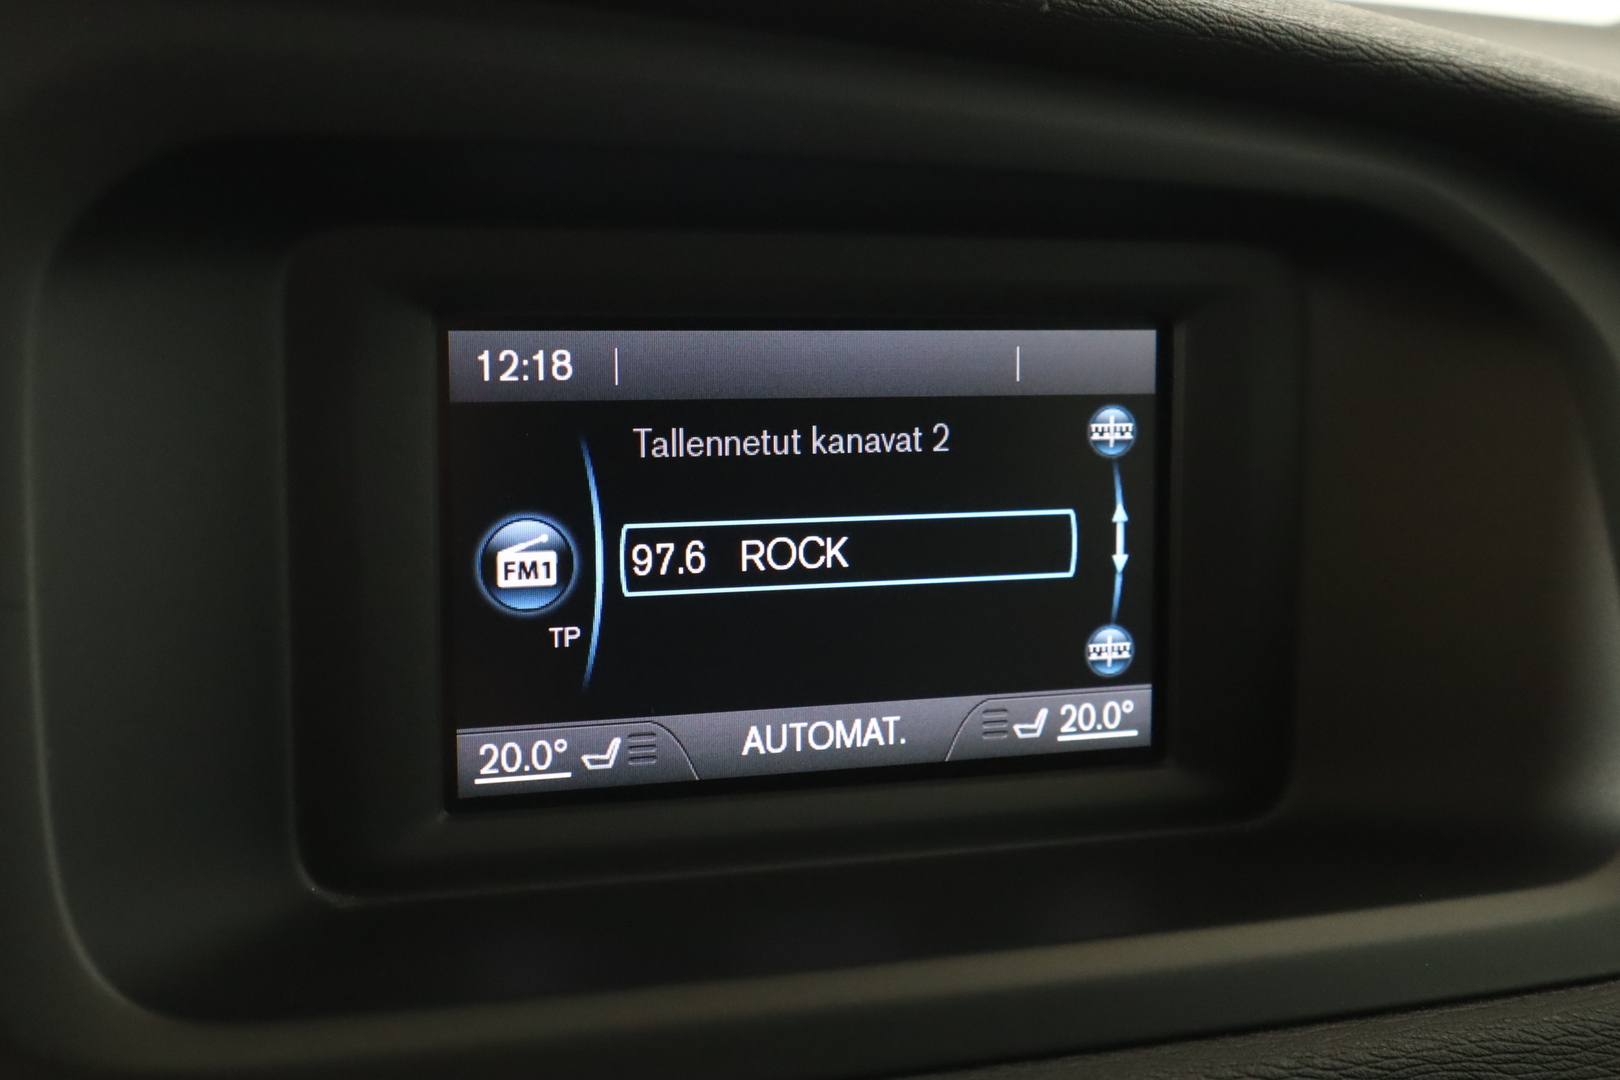 12:18
Tallennetut kanavat 2
97.6 ROCK
FM1
TP
20.0° AUTOMAT. 20.0°